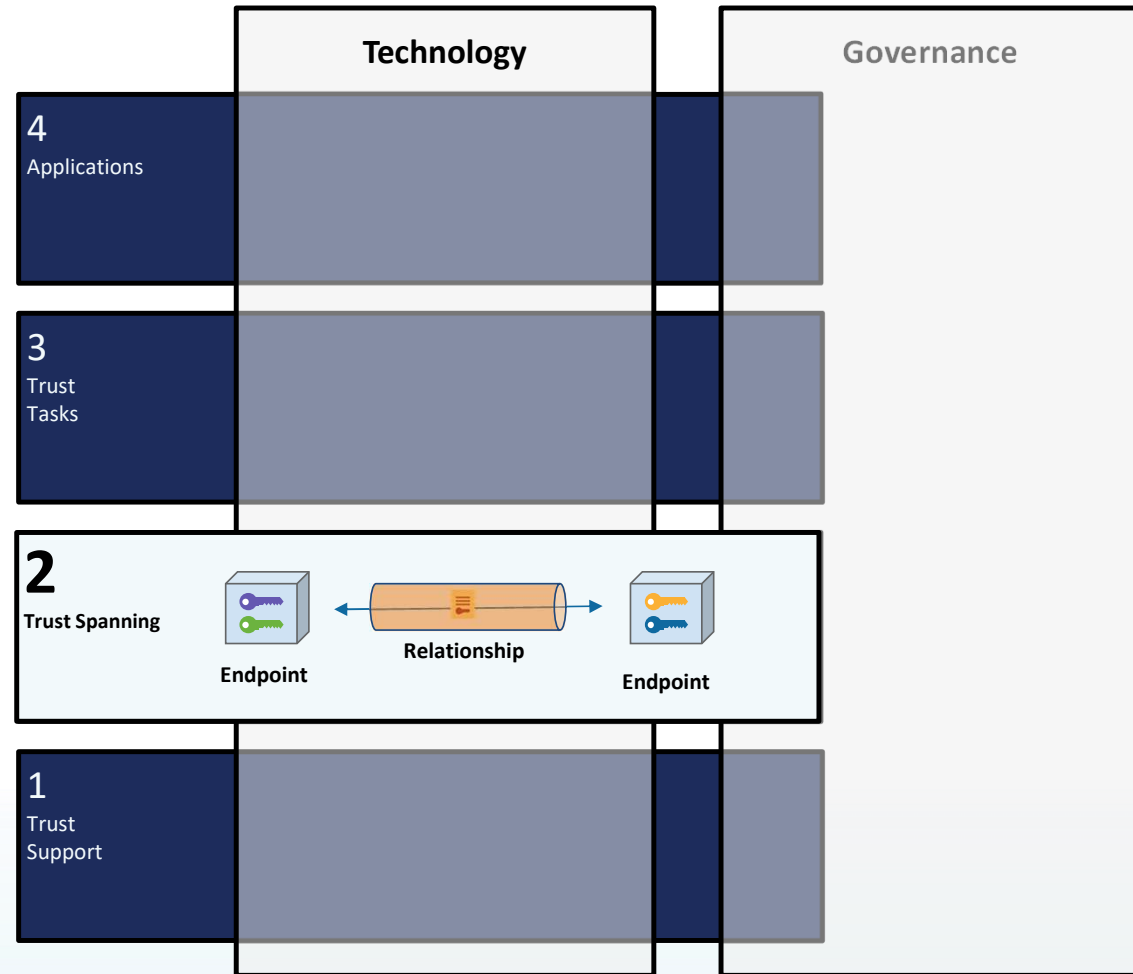 Technology
Governance
4
Applications
3
Trust
Tasks
2
Trust Spanning
Endpoint
Relationship
Endpoint
1
Trust
Support